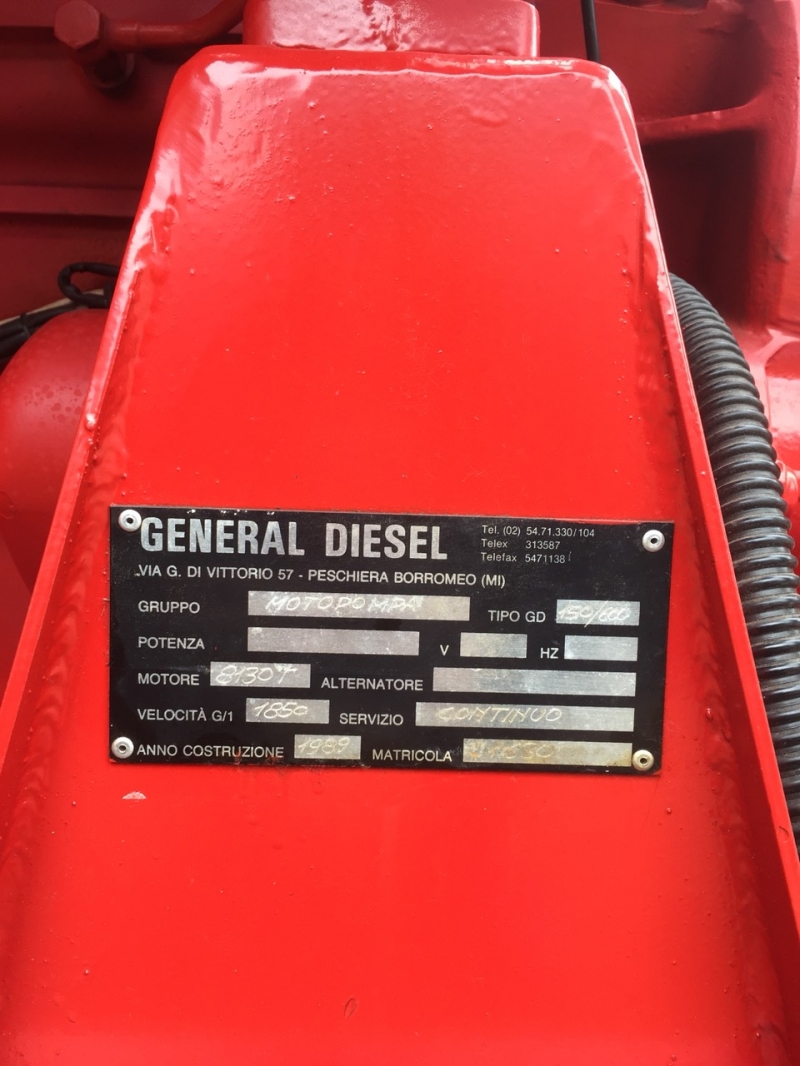 GENERAL DIESEL
Tel. (02) 54.71.330/104
Telex 313587
Telefax 5471138
VIA G. DI VITTORIO 57 - PESCHIERA BORROMEO (MI)
GRUPPO MOTOPOMPA TIPO GD 150/600
POTENZA V HZ
MOTORE ALTERNATORE
VELOCITÀ G/1 1850 SERVIZIO CONTINUO
ANNO COSTRUZIONE 1989 MATRICOLA